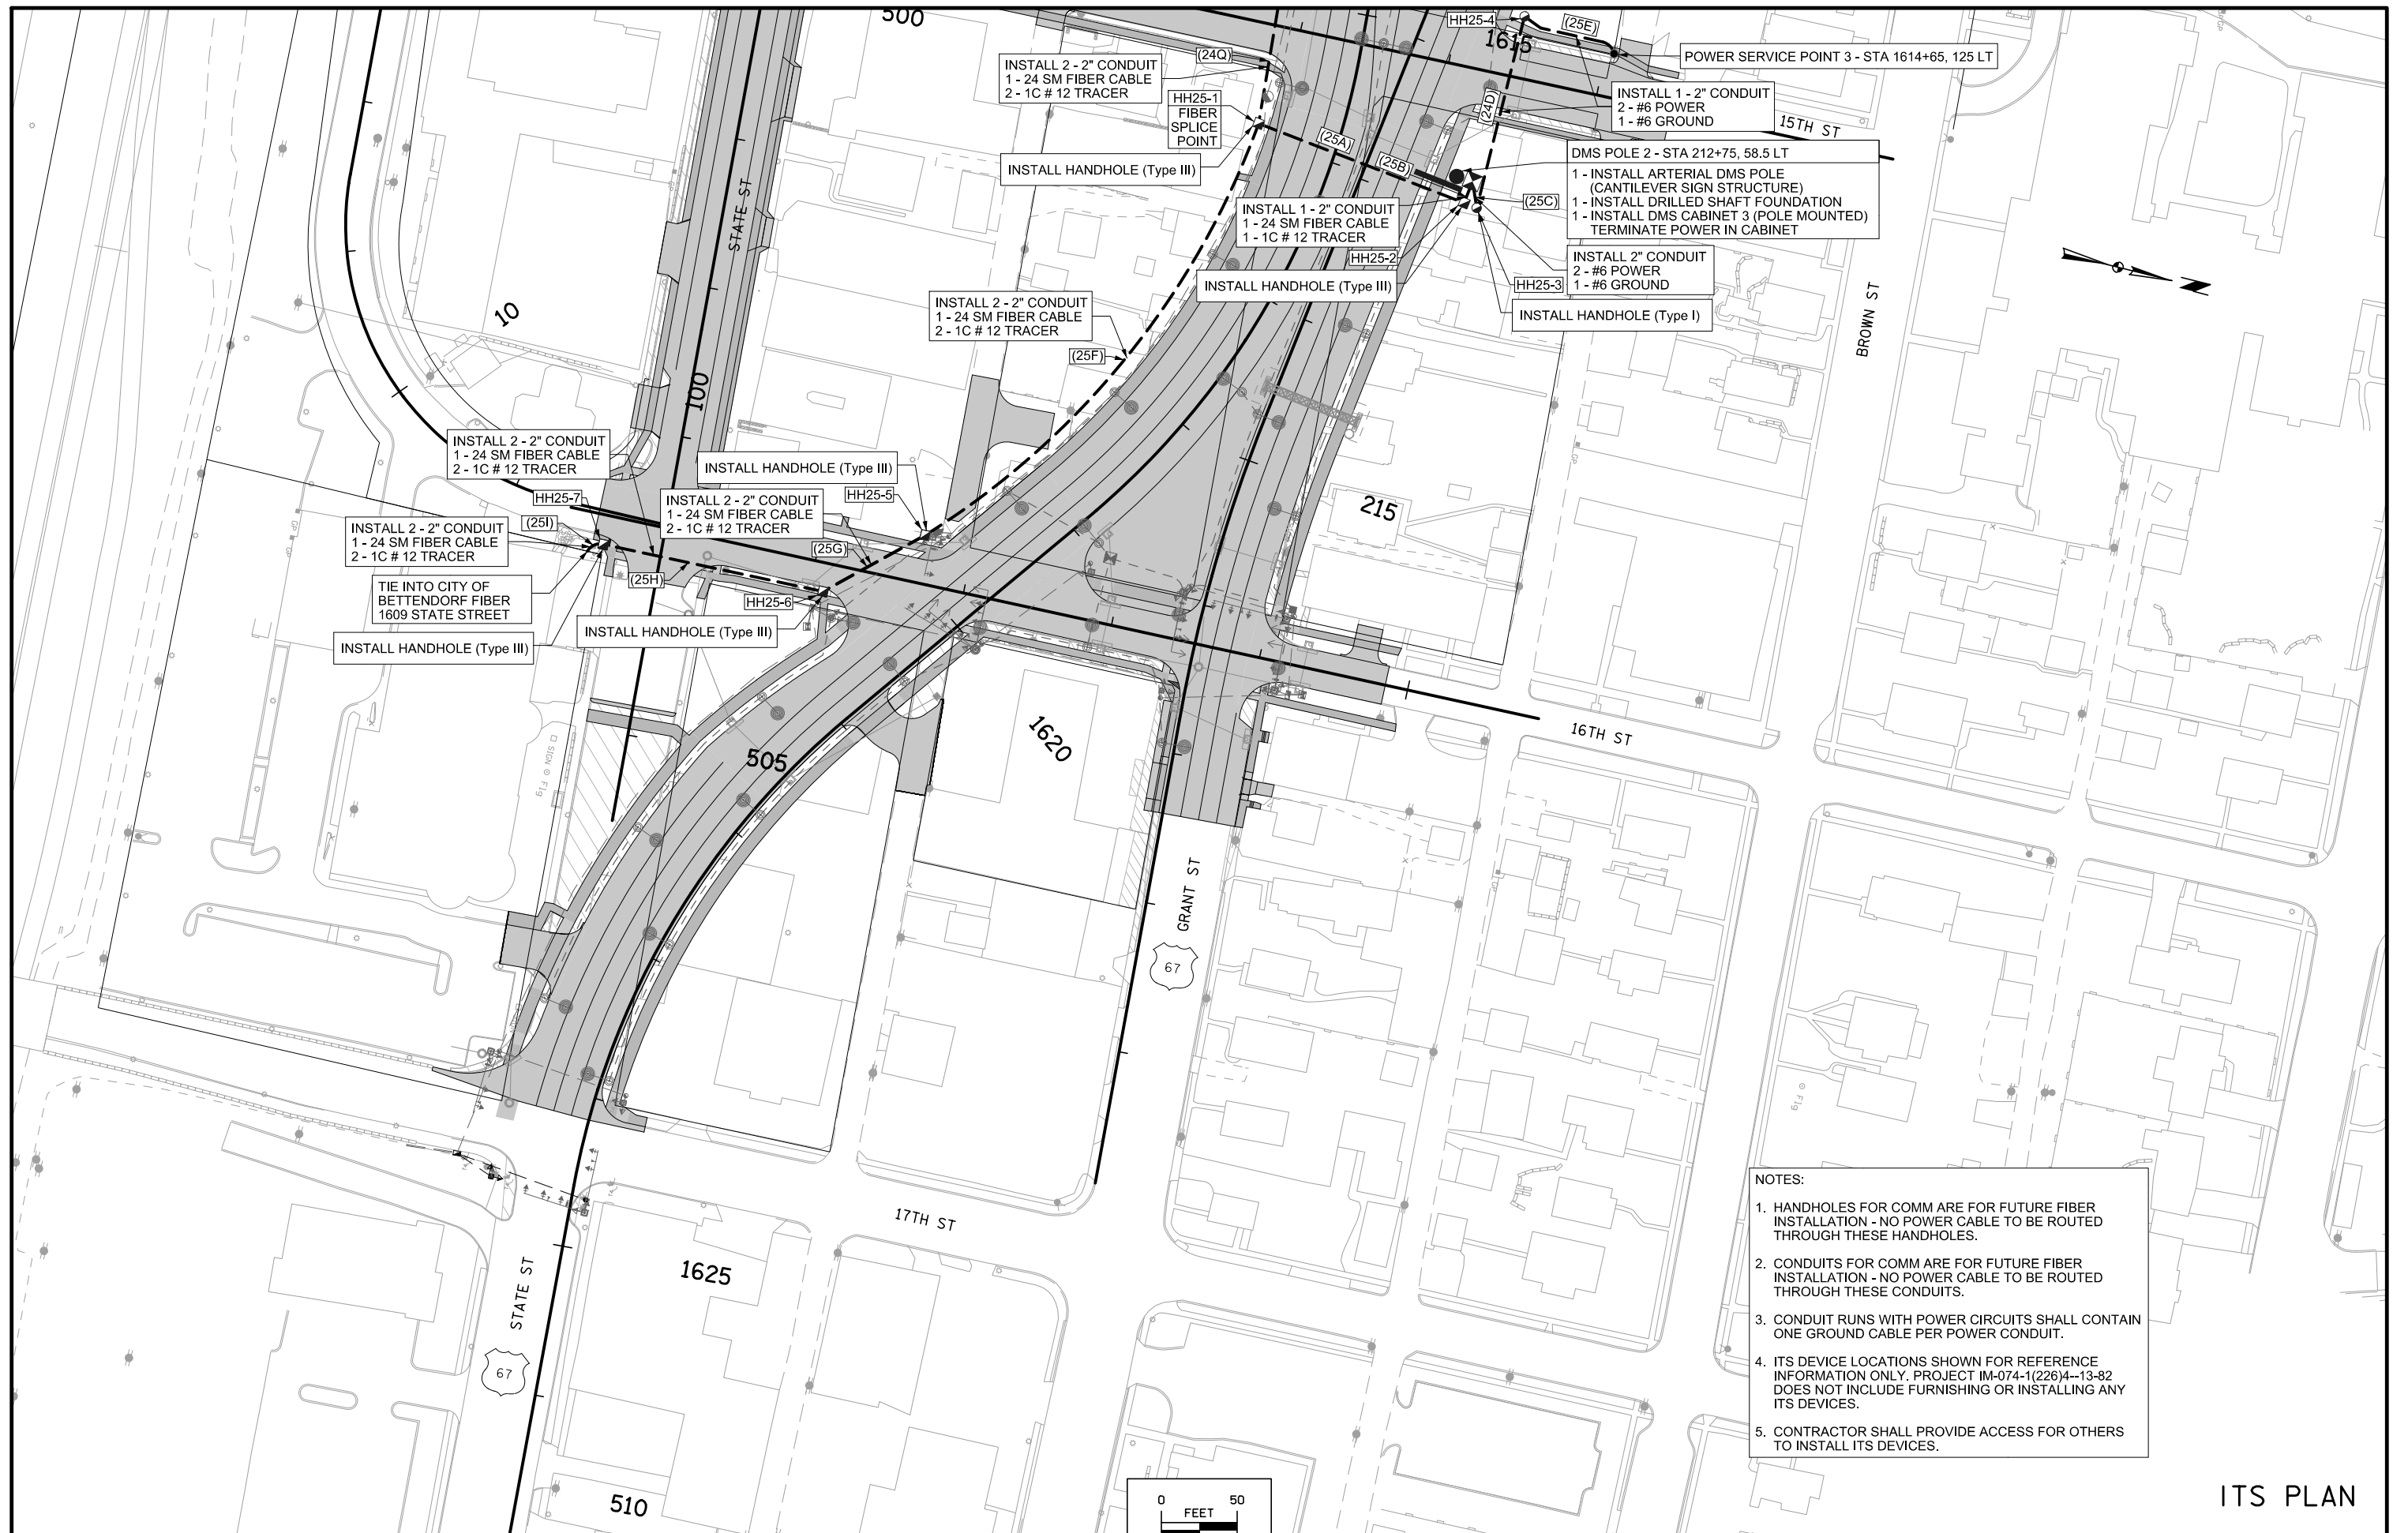 500
HH25-4
(25E)
1615
POWER SERVICE POINT 3 - STA 1614+65, 125 LT
(24Q)
INSTALL 2 - 2" CONDUIT
1 - 24 SM FIBER CABLE
2 - 1C # 12 TRACER
HH25-1
FIBER
SPLICE
POINT
INSTALL HANDHOLE (Type III)
(24D)
INSTALL 1 - 2" CONDUIT
2 - #6 POWER
1 - #6 GROUND
15TH ST
(25A)
(25B)
DMS POLE 2 - STA 212+75, 58.5 LT
1 - INSTALL ARTERIAL DMS POLE
(CANTILEVER SIGN STRUCTURE)
1 - INSTALL DRILLED SHAFT FOUNDATION
1 - INSTALL DMS CABINET 3 (POLE MOUNTED)
TERMINATE POWER IN CABINET
(25C)
INSTALL 1 - 2" CONDUIT
1 - 24 SM FIBER CABLE
1 - 1C # 12 TRACER
HH25-2
INSTALL HANDHOLE (Type III)
INSTALL 2" CONDUIT
2 - #6 POWER
1 - #6 GROUND
HH25-3
INSTALL HANDHOLE (Type I)
STATE ST
10
100
BROWN ST
INSTALL 2 - 2" CONDUIT
1 - 24 SM FIBER CABLE
2 - 1C # 12 TRACER
(25F)
INSTALL 2 - 2" CONDUIT
1 - 24 SM FIBER CABLE
2 - 1C # 12 TRACER
INSTALL HANDHOLE (Type III)
HH25-5
HH25-7
INSTALL 2 - 2" CONDUIT
1 - 24 SM FIBER CABLE
2 - 1C # 12 TRACER
(25I)
INSTALL 2 - 2" CONDUIT
1 - 24 SM FIBER CABLE
2 - 1C # 12 TRACER
(25G)
(25H)
TIE INTO CITY OF
BETTENDORF FIBER
1609 STATE STREET
HH25-6
INSTALL HANDHOLE (Type III)
INSTALL HANDHOLE (Type III)
215
GP
GP
GP
16TH ST
1620
505
SIGN
Flg
GRANT ST
67
Flg
17TH ST
1625
STATE ST
67
510
NOTES:
1. HANDHOLES FOR COMM ARE FOR FUTURE FIBER
INSTALLATION - NO POWER CABLE TO BE ROUTED
THROUGH THESE HANDHOLES.
2. CONDUITS FOR COMM ARE FOR FUTURE FIBER
INSTALLATION - NO POWER CABLE TO BE ROUTED
THROUGH THESE CONDUITS.
3. CONDUIT RUNS WITH POWER CIRCUITS SHALL CONTAIN
ONE GROUND CABLE PER POWER CONDUIT.
4. ITS DEVICE LOCATIONS SHOWN FOR REFERENCE
INFORMATION ONLY. PROJECT IM-074-1(226)4--13-82
DOES NOT INCLUDE FURNISHING OR INSTALLING ANY
ITS DEVICES.
5. CONTRACTOR SHALL PROVIDE ACCESS FOR OTHERS
TO INSTALL ITS DEVICES.
0 50
FEET
ITS PLAN